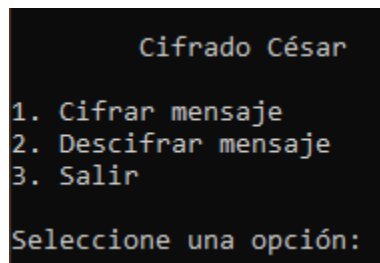 Cifrado César
1. Cifrar mensaje
2. Descifrar mensaje
3. Salir
Seleccione una opción: